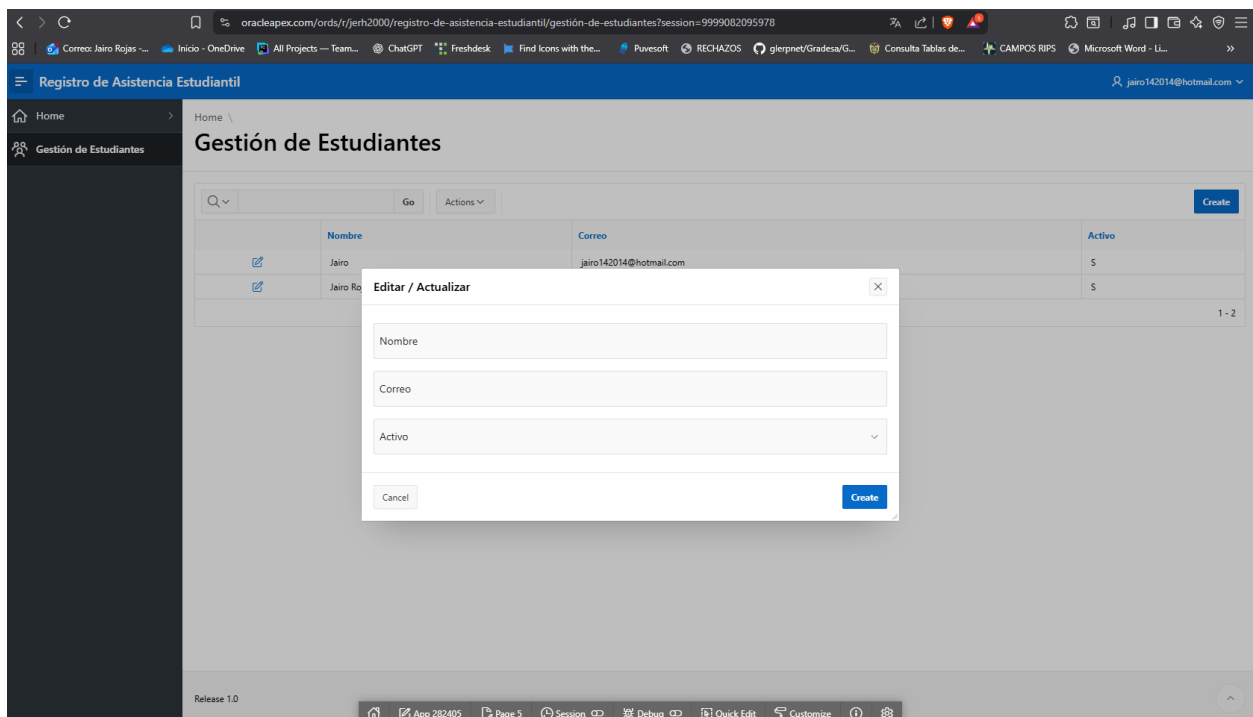 oracleapex.com/ords/r/jerh2000/registro-de-asistencia-estudiantil/gestión-de-estudiantes?session=9999082095978
Correo: Jairo Rojas -... Inicio - OneDrive All Projects — Team... ChatGPT Freshdesk Find Icons with the... Puvesoft RECHAZOS glerpnet/Gradesa/G... Consulta Tablas de... CAMPOS RIPS Microsoft Word - Li... »
Registro de Asistencia Estudiantil jairo142014@hotmail.com
Home Home \
Gestión de Estudiantes Gestión de Estudiantes
Go Actions Create
Nombre Correo Activo
Jairo jairo142014@hotmail.com S
Jairo Ro S
Editar / Actualizar
1 - 2
Nombre
Correo
Activo
Cancel Create
Release 1.0
App 282405 Page 5 Session Debug Quick Edit Customize